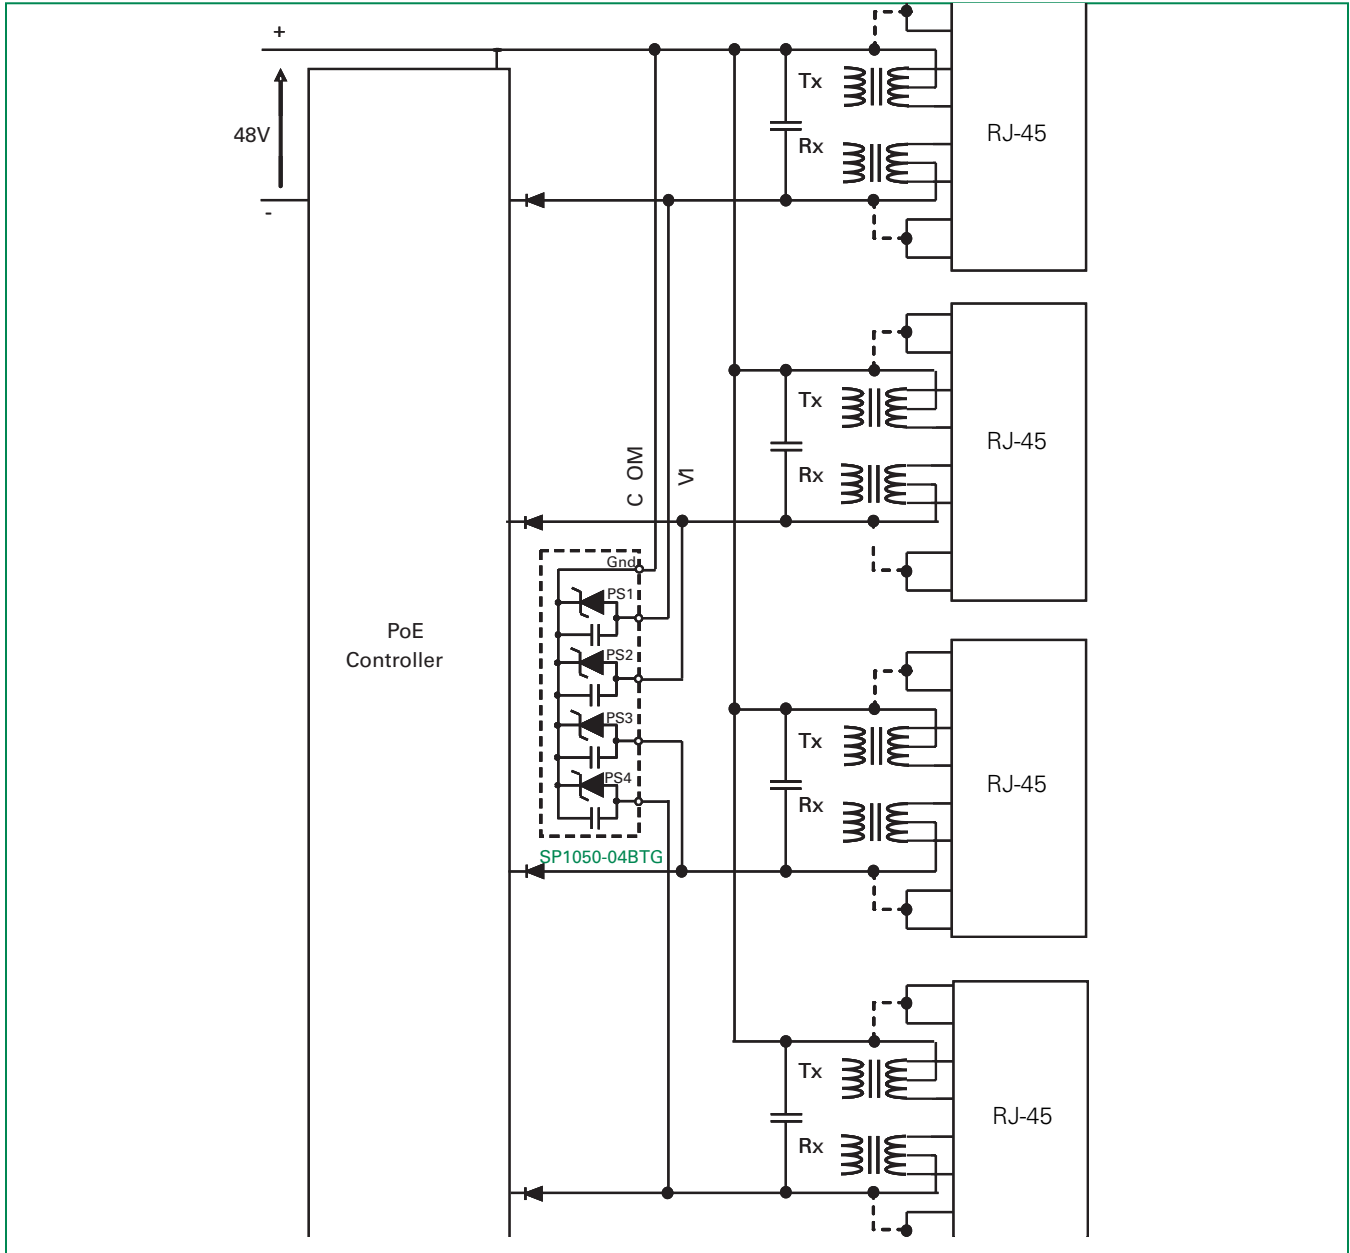 +
48V
-
Tx
Rx
RJ-45
Tx
Rx
RJ-45
C OM
VI
Gnd
PS1
PS2
PS3
PS4
SP1050-04BTG
PoE
Controller
Tx
Rx
RJ-45
Tx
Rx
RJ-45